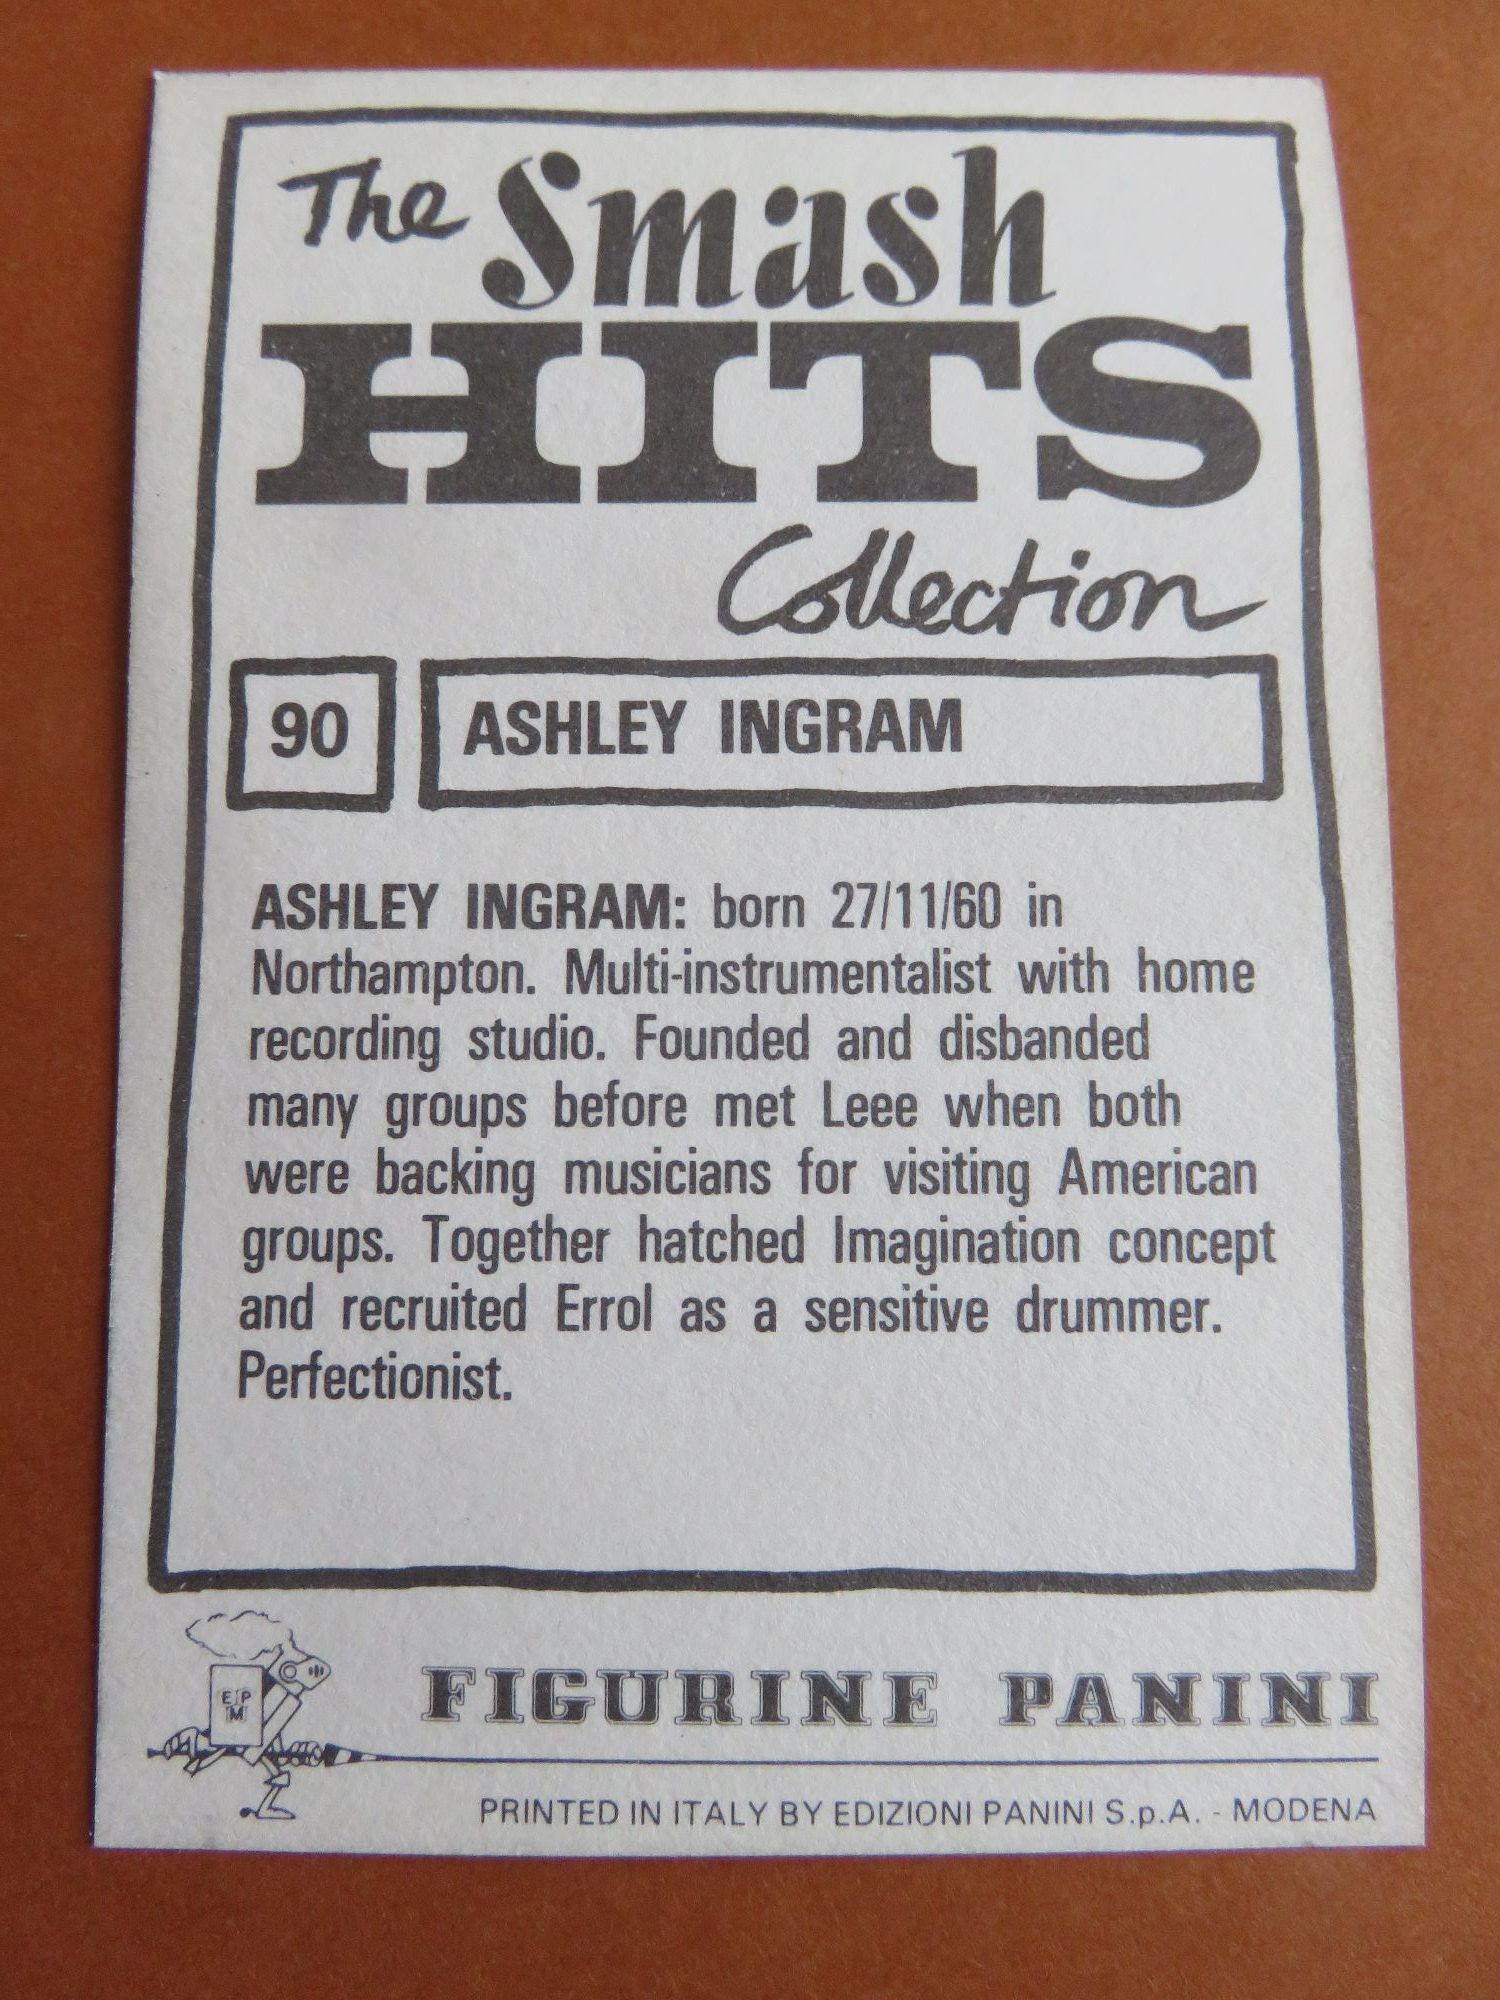 The Smash
HITS
Collection
90 ASHLEY INGRAM
ASHLEY INGRAM: born 27/11/60 in
Northampton. Multi-instrumentalist with home
recording studio. Founded and disbanded
many groups before met Leee when both
were backing musicians for visiting American
groups. Together hatched Imagination concept
and recruited Errol as a sensitive drummer.
Perfectionist.
EPM
FIGURINE PANINI
PRINTED IN ITALY BY EDIZIONI PANINI S.p.A. - MODENA